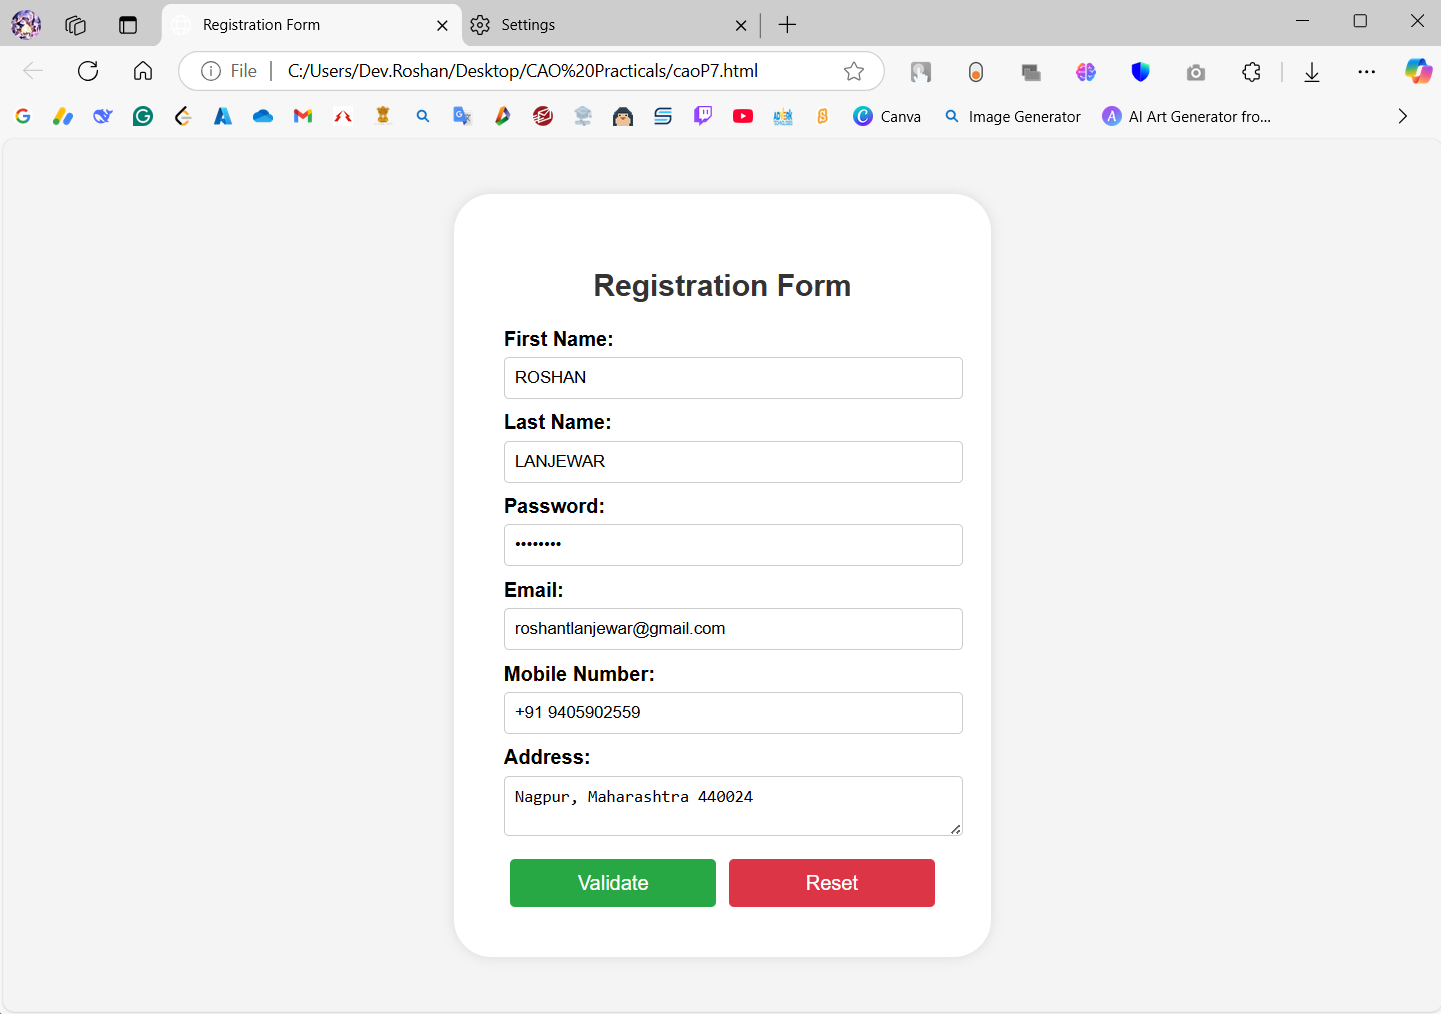 Registration Form
Settings
File
C:/Users/Dev.Roshan/Desktop/CAO%20Practicals/caoP7.html
Canva
Image Generator
AI Art Generator fro...
Registration Form
First Name:
ROSHAN
Last Name:
LANJEWAR
Password:
••••••••
Email:
roshantlanjewar@gmail.com
Mobile Number:
+91 9405902559
Address:
Nagpur, Maharashtra 440024
Validate
Reset